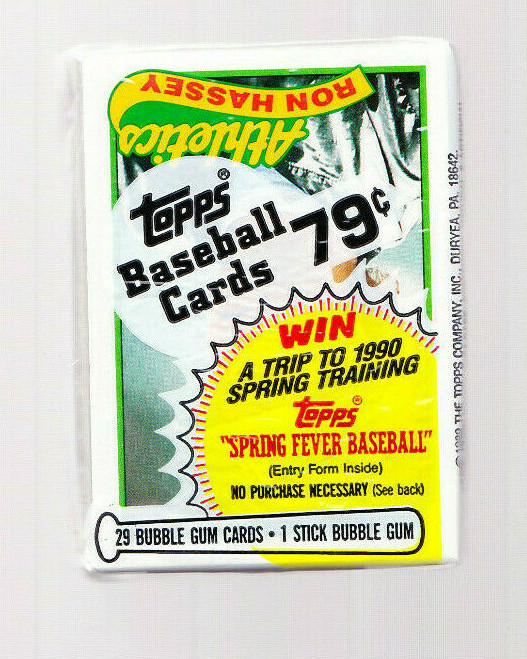 RON HASSEY
Athletics
Topps®
Baseball
Cards
79¢
WIN
A TRIP TO 1990
SPRING TRAINING
Topps®
"SPRING FEVER BASEBALL"
(Entry Form Inside)
NO PURCHASE NECESSARY (See back)
29 BUBBLE GUM CARDS • 1 STICK BUBBLE GUM
THE TOPPS COMPANY, INC., DURYEA, PA. 18642.